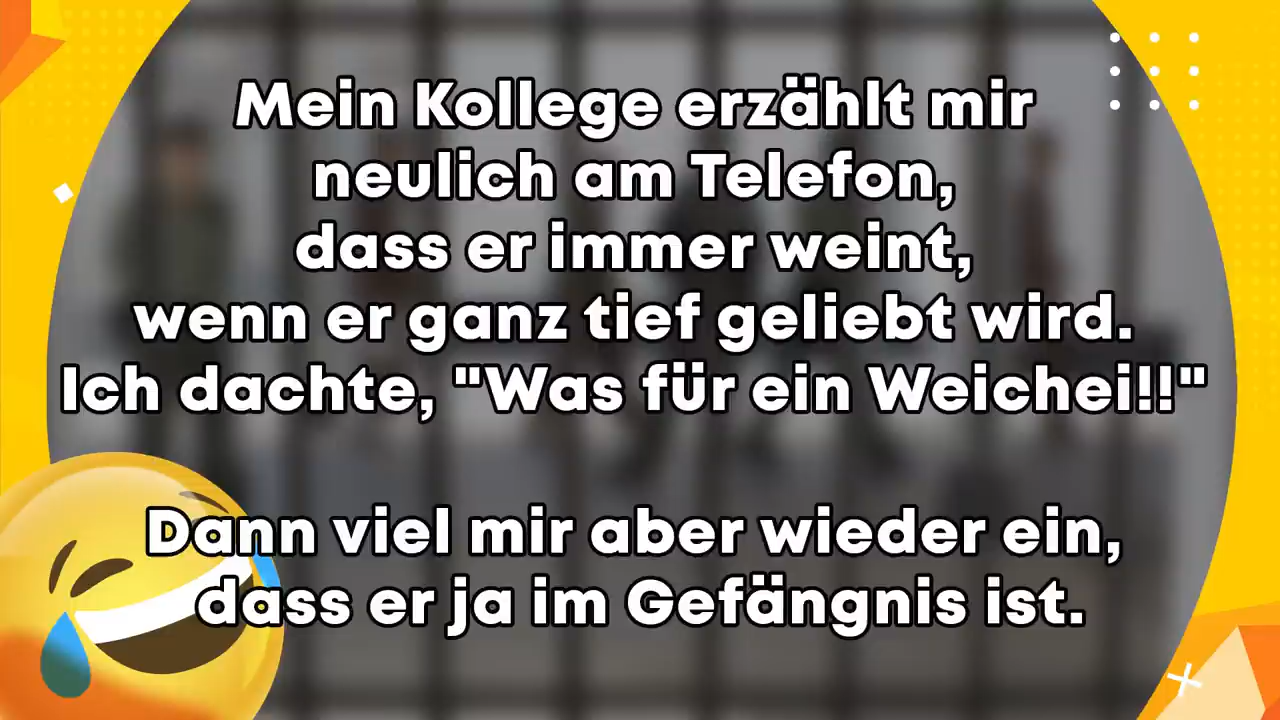 Mein Kollege erzählt mir
neulich am Telefon,
dass er immer weint,
wenn er ganz tief geliebt wird.
Ich dachte, "Was für ein Weichei!!"
Dann viel mir aber wieder ein,
dass er ja im Gefängnis ist.